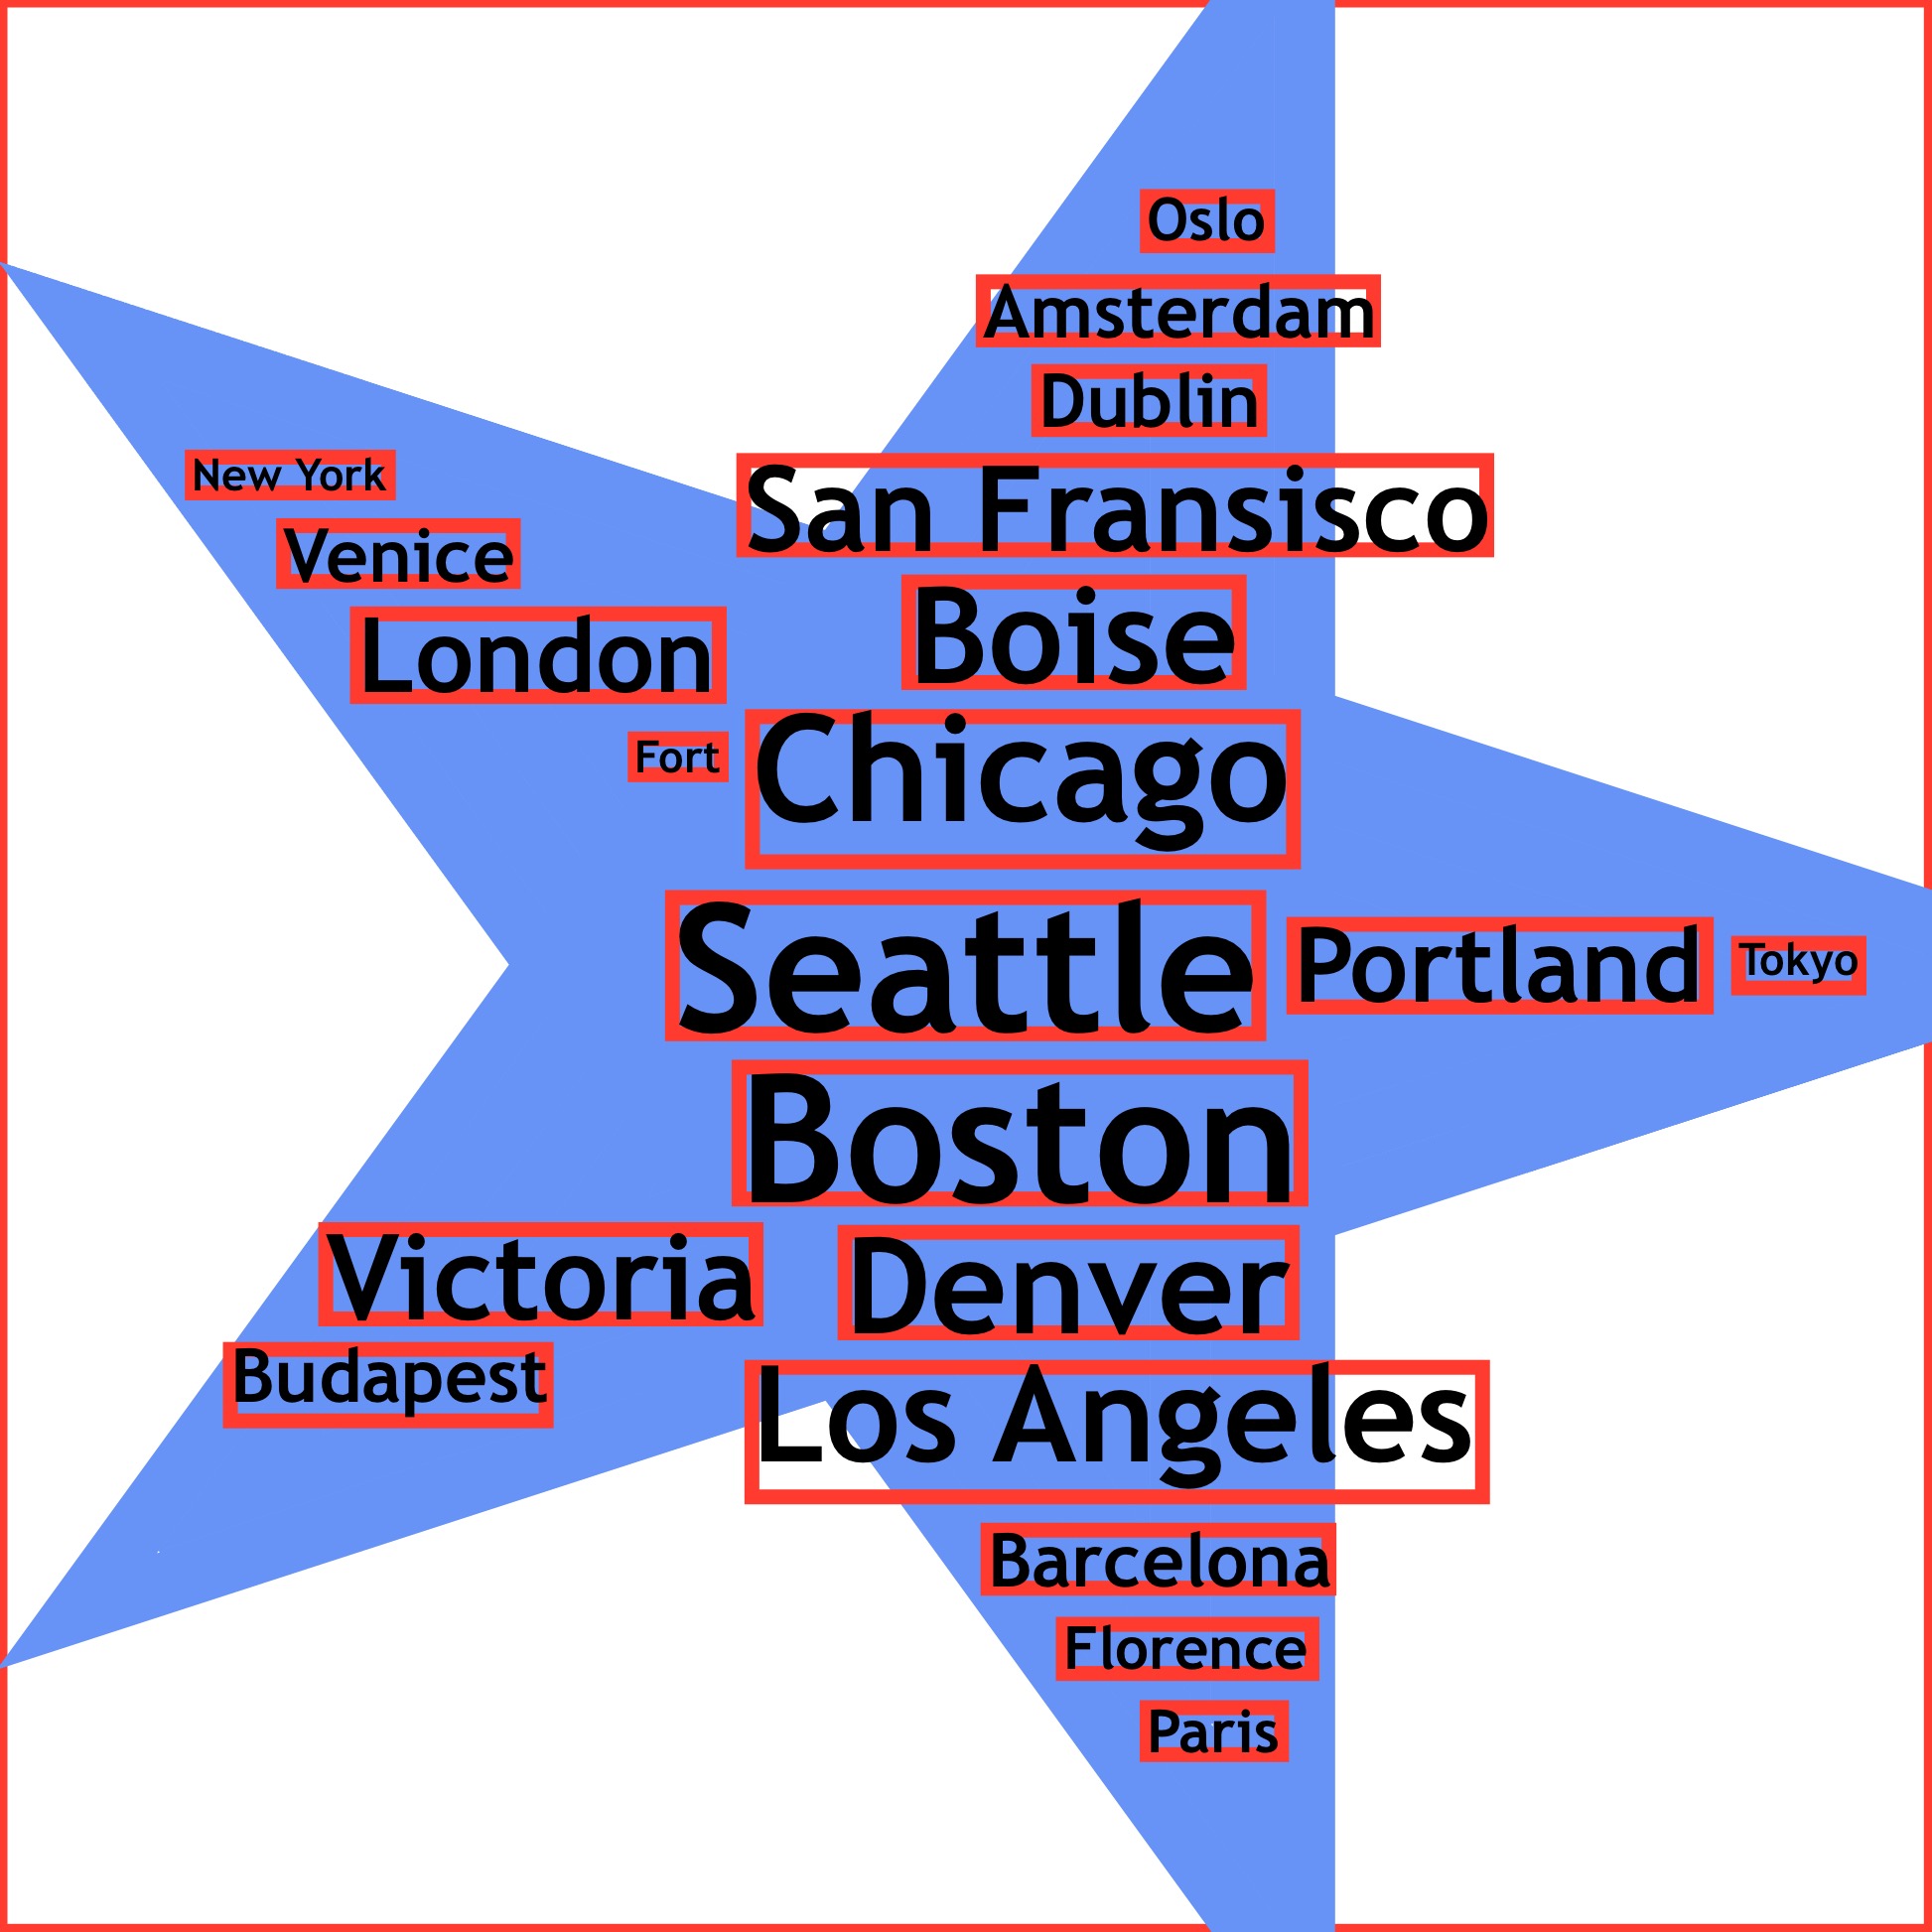 Oslo
Amsterdam
Dublin
New York
San Fransisco
Venice
London
Boise
Fort
Chicago
Seattle
Portland
Tokyo
Boston
Victoria
Denver
Budapest
Los Angeles
Barcelona
Florence
Paris